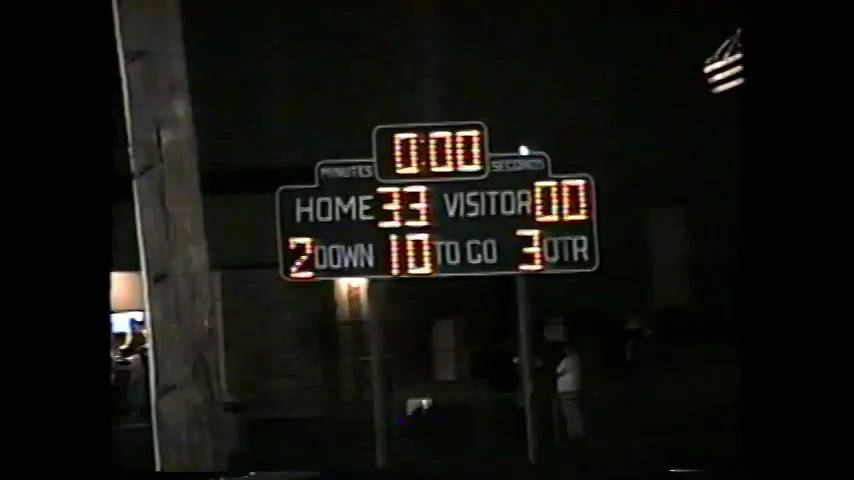 0:00
MINUTES SECONDS
HOME 33 VISITOR 00
2 DOWN 10 TO GO 3 QTR